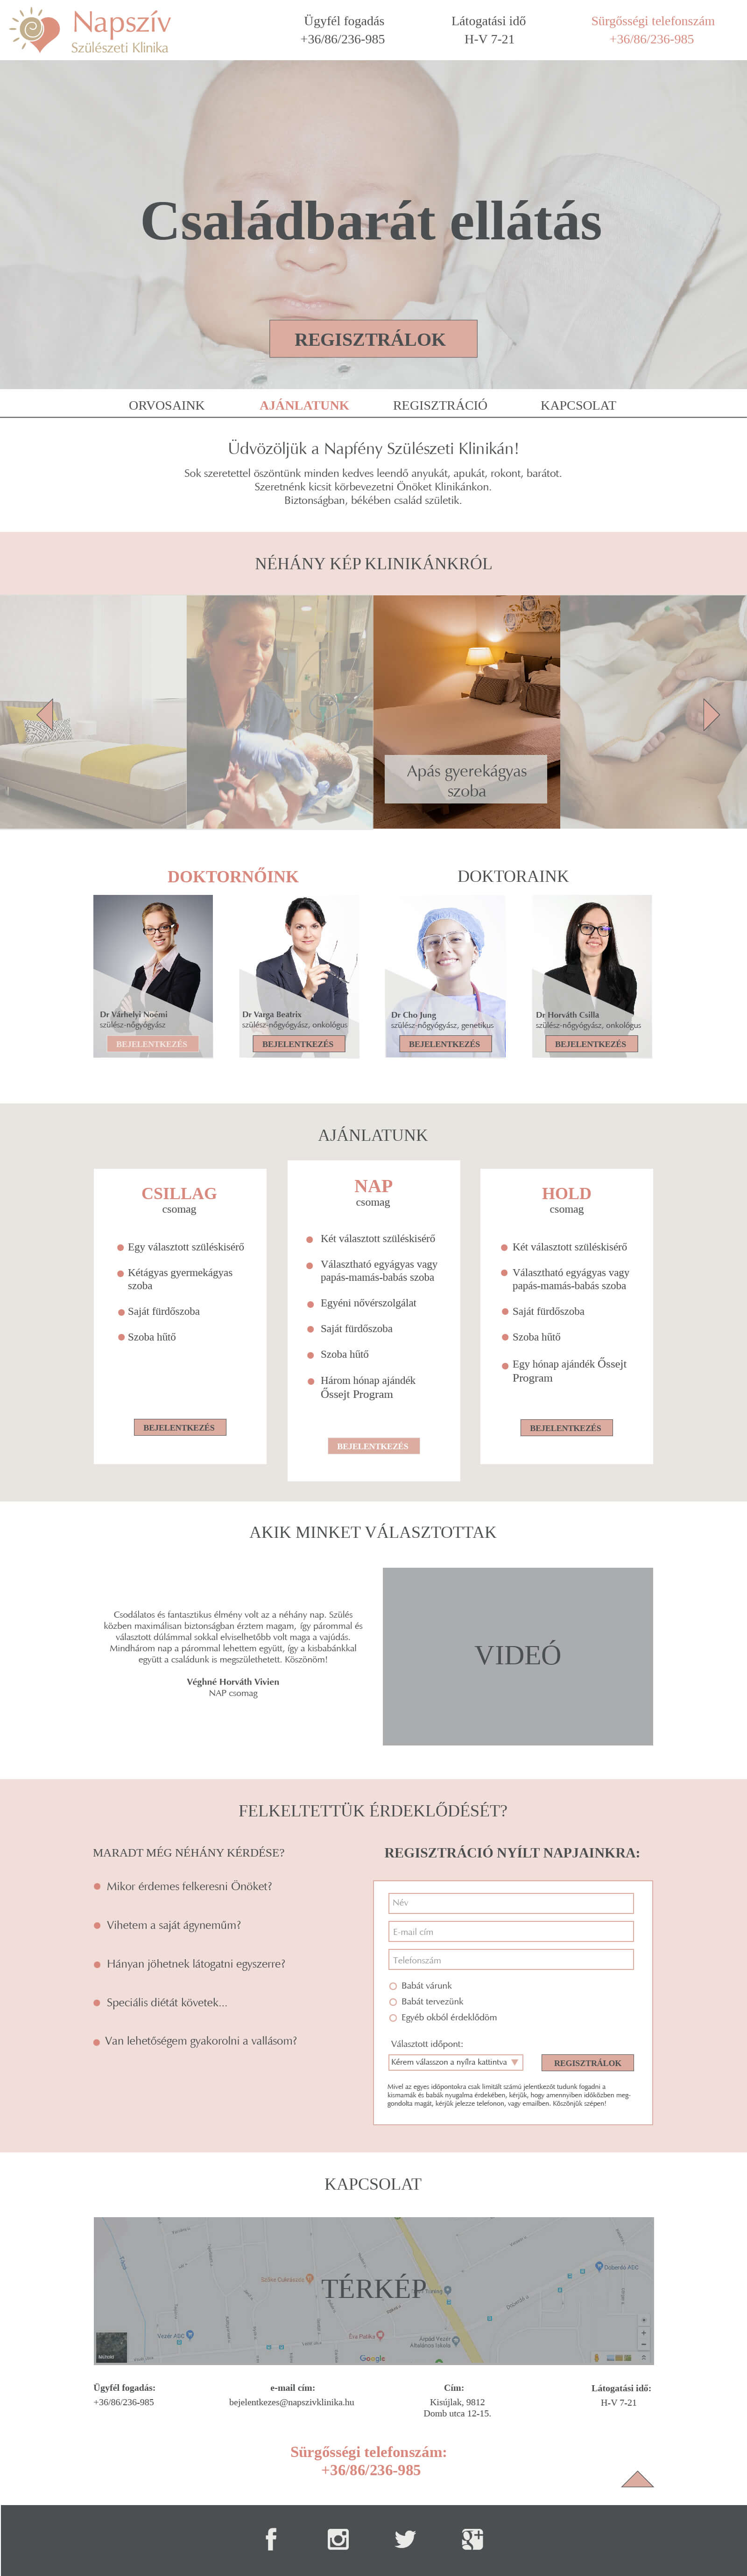 Napszív
Szülészeti Klinika
Ügyfél fogadás
+36/86/236-985
Látogatási idő
H-V 7-21
Sürgősségi telefonszám
+36/86/236-985
Családbarát ellátás
REGISZTRÁLOK
ORVOSAINK
AJÁNLATUNK
REGISZTRÁCIÓ
KAPCSOLAT
Üdvözöljük a Napfény Szülészeti Klinikán!
Sok szeretettel öszöntünk minden kedves leendő anyukát, apukát, rokont, barátot.
Szeretnénk kicsit körbevezetni Önöket Klinikánkon.
Biztonságban, békében család születik.
NÉHÁNY KÉP KLINIKÁNKRÓL
Apás gyerekágyas
szoba
DOKTORNŐINK
DOKTORAINK
Dr Várhelyi Noémi
szülész-nőgyógyász
BEJELENTKEZÉS
Dr Varga Beatrix
szülész-nőgyógyász, onkológus
BEJELENTKEZÉS
Dr Cho Jung
szülész-nőgyógyász, genetikus
BEJELENTKEZÉS
Dr Horváth Csilla
szülész-nőgyógyász, onkológus
BEJELENTKEZÉS
AJÁNLATUNK
CSILLAG
csomag
Egy választott szüléskisérő
Kétágyas gyermekágyas
szoba
Saját fürdőszoba
Szoba hűtő
BEJELENTKEZÉS
NAP
csomag
Két választott szüléskisérő
Választható egyágyas vagy
papás-mamás-babás szoba
Egyéni nővérszolgálat
Saját fürdőszoba
Szoba hűtő
Három hónap ajándék
Őssejt Program
BEJELENTKEZÉS
HOLD
csomag
Két választott szüléskisérő
Választható egyágyas vagy
papás-mamás-babás szoba
Saját fürdőszoba
Szoba hűtő
Egy hónap ajándék Őssejt
Program
BEJELENTKEZÉS
AKIK MINKET VÁLASZTOTTAK
Csodálatos és fantasztikus élmény volt az a néhány nap. Szülés
közben maximálisan biztonságban érztem magam, így párommal és
választott dúlámmal sokkal elviselhetőbb volt maga a vajúdás.
Mindhárom nap a párommal lehettem együtt, így a kisbabánkkal
együtt a családunk is megszülethetett. Köszönöm!
Véghné Horváth Vivien
NAP csomag
VIDEÓ
FELKELTETTÜK ÉRDEKLŐDÉSÉT?
MARADT MÉG NÉHÁNY KÉRDÉSE?
Mikor érdemes felkeresni Önöket?
Vihetem a saját ágyneműm?
Hányan jöhetnek látogatni egyszerre?
Speciális diétát követek...
Van lehetőségem gyakorolni a vallásom?
REGISZTRÁCIÓ NYÍLT NAPJAINKRA:
Név
E-mail cím
Telefonszám
Babát várunk
Babát tervezünk
Egyéb okból érdeklődöm
Választott időpont:
Kérem válasszon a nyílra kattintva
REGISZTRÁLOK
Mivel az egyes időpontokra csak limitált számú jelentkezőt tudunk fogadni a
kismamák és babák nyugalma érdekében, kérjük, hogy amennyiben időközben meg-
gondolta magát, kérjük jelezze telefonon, vagy emailben. Köszönjük szépen!
KAPCSOLAT
TÉRKÉP
Szőke Cukrászda
Éva Patika
Árpád Vezér
Általános Iskola
Google
Műhold
Ügyfél fogadás:
+36/86/236-985
e-mail cím:
bejelentkezes@napszivklinika.hu
Cím:
Kisújlak, 9812
Domb utca 12-15.
Látogatási idő:
H-V 7-21
Sürgősségi telefonszám:
+36/86/236-985